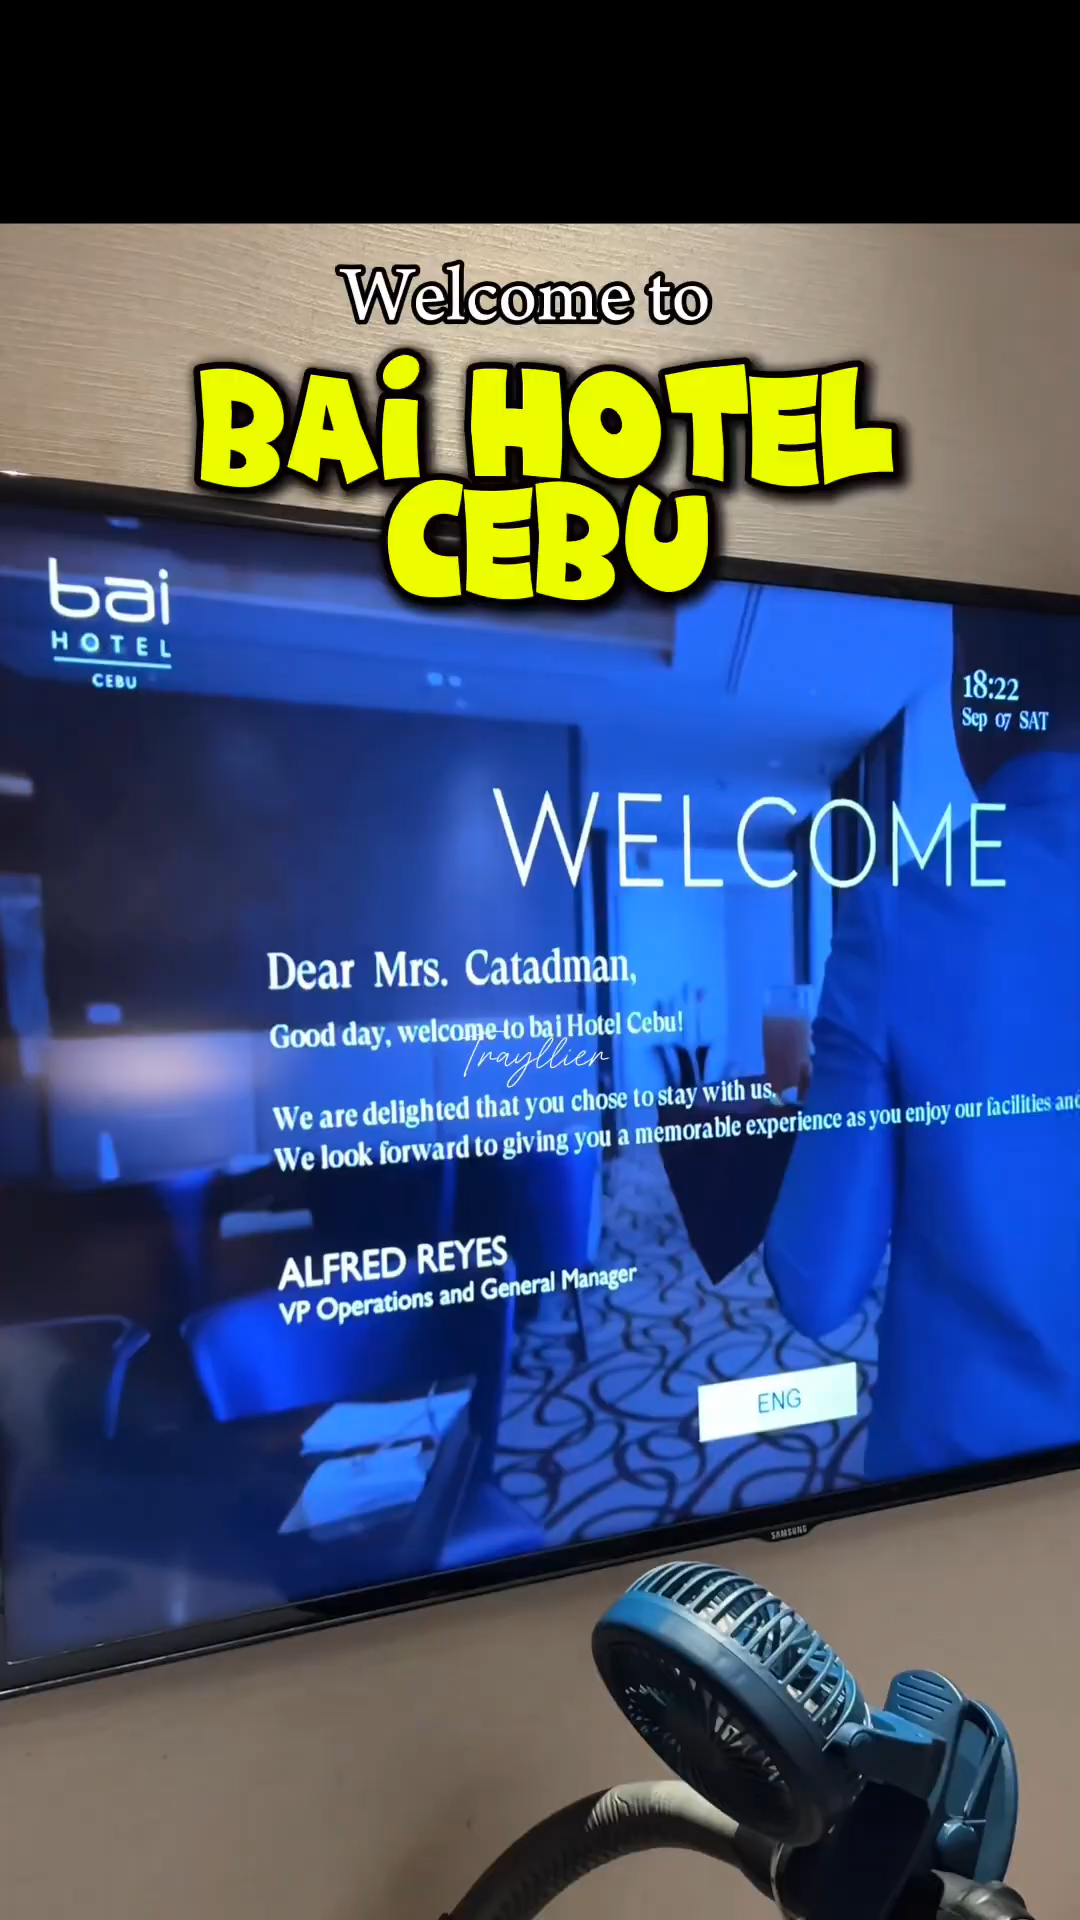 Welcome to
BAi HOTEL
CEBU
bai
HOTEL
CEBU
18:22
Sep 07 SAT
WELCOME
Dear Mrs. Catadman,
Good day, welcome to bai Hotel Cebu!
Trayllier
We are delighted that you chose to stay with us.
We look forward to giving you a memorable experience as you enjoy our facilities and
ALFRED REYES
VP Operations and General Manager
ENG
SAMSUNG